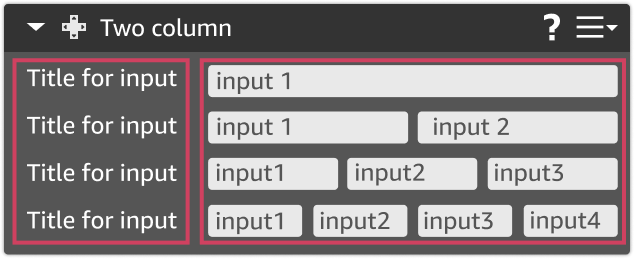 Two column ?
Title for input input 1
Title for input input 1 input 2
Title for input input1 input2 input3
Title for input input1 input2 input3 input4